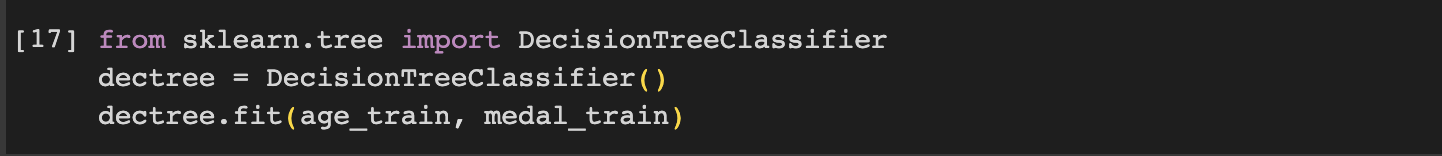 [17] from sklearn.tree import DecisionTreeClassifier
dectree = DecisionTreeClassifier()
dectree.fit(age_train, medal_train)